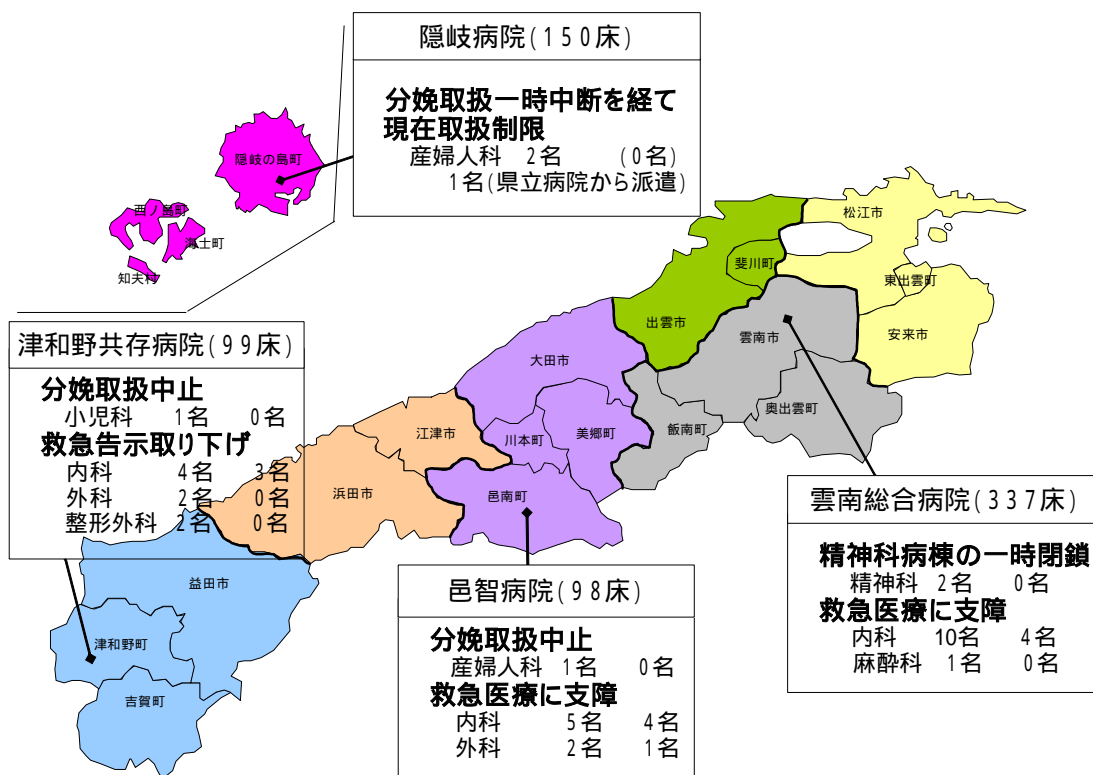 隠岐病院(150床)
分娩取扱一時中断を経て
現在取扱制限
産婦人科 2名 (0名)
1名(県立病院から派遣)
隠岐の島町
西ノ島町
海士町
知夫村
松江市
斐川町
東出雲町
出雲市
安来市
雲南市
奥出雲町
飯南町
大田市
川本町
美郷町
邑南町
江津市
浜田市
益田市
津和野町
吉賀町
津和野共存病院(99床)
分娩取扱中止
小児科 1名 0名
救急告示取り下げ
内科 4名 3名
外科 2名 0名
整形外科 2名 0名
邑智病院(98床)
分娩取扱中止
産婦人科 1名 0名
救急医療に支障
内科 5名 4名
外科 2名 1名
雲南総合病院(337床)
精神科病棟の一時閉鎖
精神科 2名 0名
救急医療に支障
内科 10名 4名
麻酔科 1名 0名